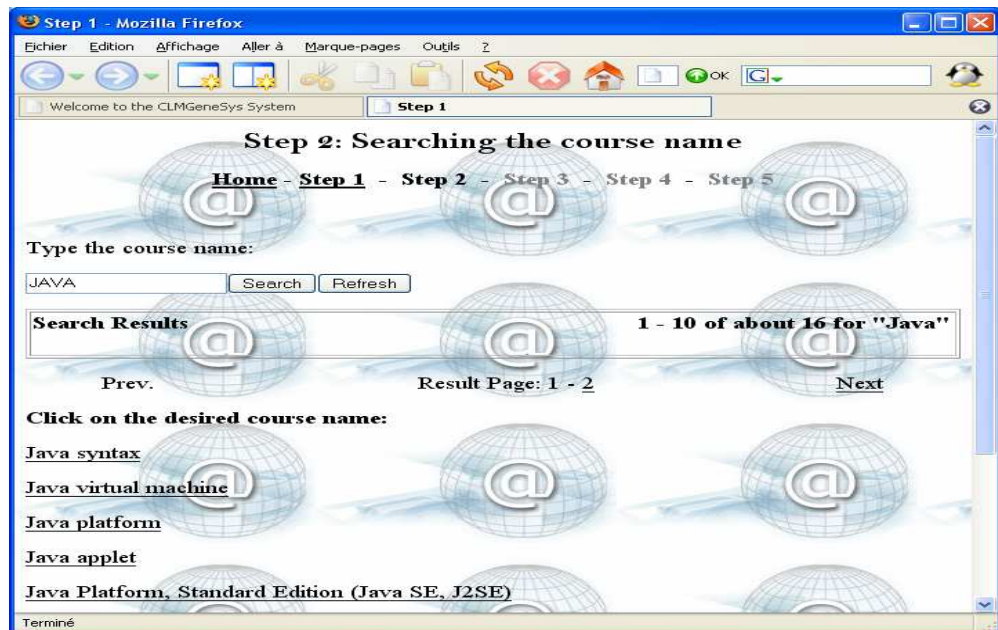 Step 1 - Mozilla Firefox
Fichier Edition Affichage Aller à Marque-pages Outils ?
OK G
Welcome to the CLMGeneSys System Step 1
Step 2: Searching the course name
Home - Step 1 - Step 2 - Step 3 - Step 4 - Step 5
Type the course name:
JAVA Search Refresh
Search Results 1 - 10 of about 16 for "Java"
Prev. Result Page: 1 - 2 Next
Click on the desired course name:
Java syntax
Java virtual machine
Java platform
Java applet
Java Platform, Standard Edition (Java SE, J2SE)
Terminé